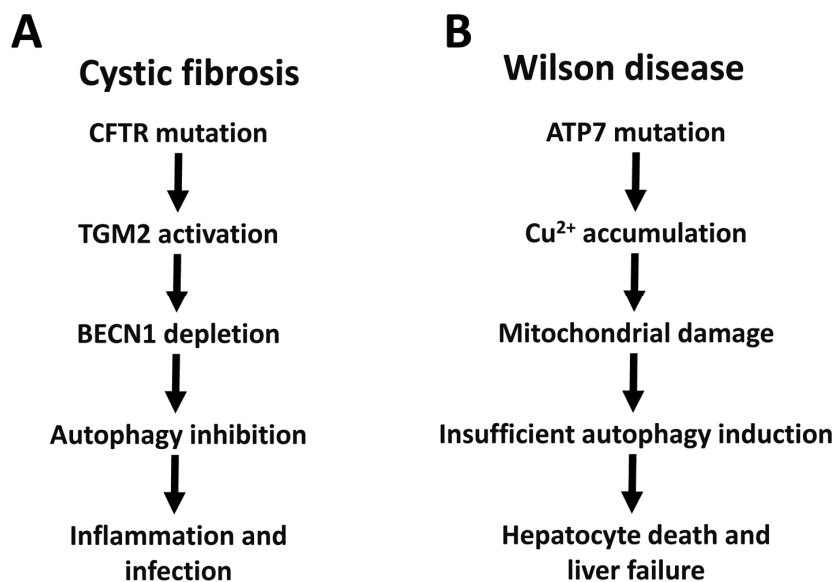 A
Cystic fibrosis
CFTR mutation
TGM2 activation
BECN1 depletion
Autophagy inhibition
Inflammation and
infection
B
Wilson disease
ATP7 mutation
Cu²⁺ accumulation
Mitochondrial damage
Insufficient autophagy induction
Hepatocyte death and
liver failure